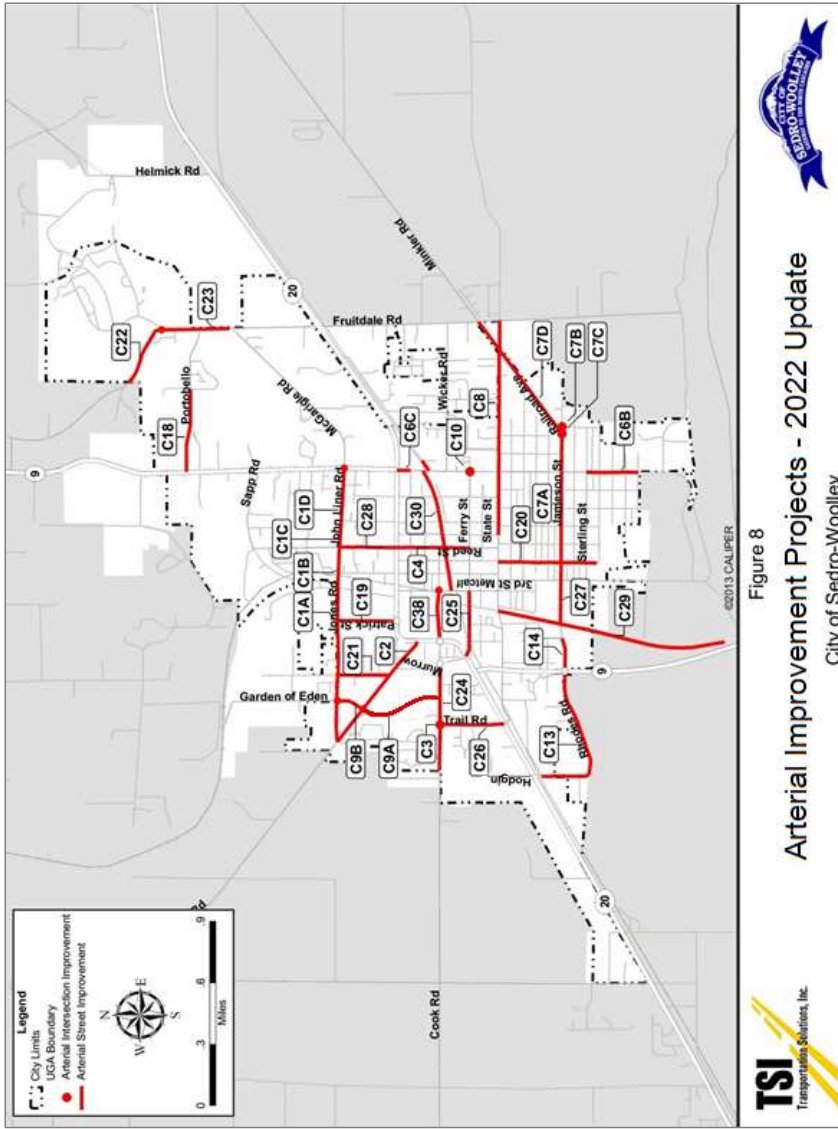 Legend
City Limits
UGA Boundary
Arterial Intersection Improvement
Arterial Street Improvement
N
W
E
S
0
.3
.6
.9
Miles
Helmick Rd
9
20
Fruitdale Rd
Minkler Rd
C22
C23
C18
Portobello
McGarigle Rd
Sapp Rd
Wicker Rd
C6C
C10
C8
C7D
C7B
C7C
Railroad Ave
C6B
C1D
John Liner Rd
C1C
C28
C30
Ferry St
State St
C7A
Jameson St
C20
Sterling St
C4
Reed St
C1B
C1A
Jones Rd
C19
Patrick St
C38
C25
3rd St
Metcalf
C27
C29
C21
C2
Murrow
C14
9
Garden of Eden
C24
C3
Trail Rd
C9B
C9A
C26
C13
Rhodes Rd
Hodgin
Rd
Cook Rd
20
©2013 CALIPER
TSI
Transportation Solutions, Inc.
Figure 8
Arterial Improvement Projects - 2022 Update
City of Sedro-Woolley
CITY OF
SEDRO-WOOLLEY